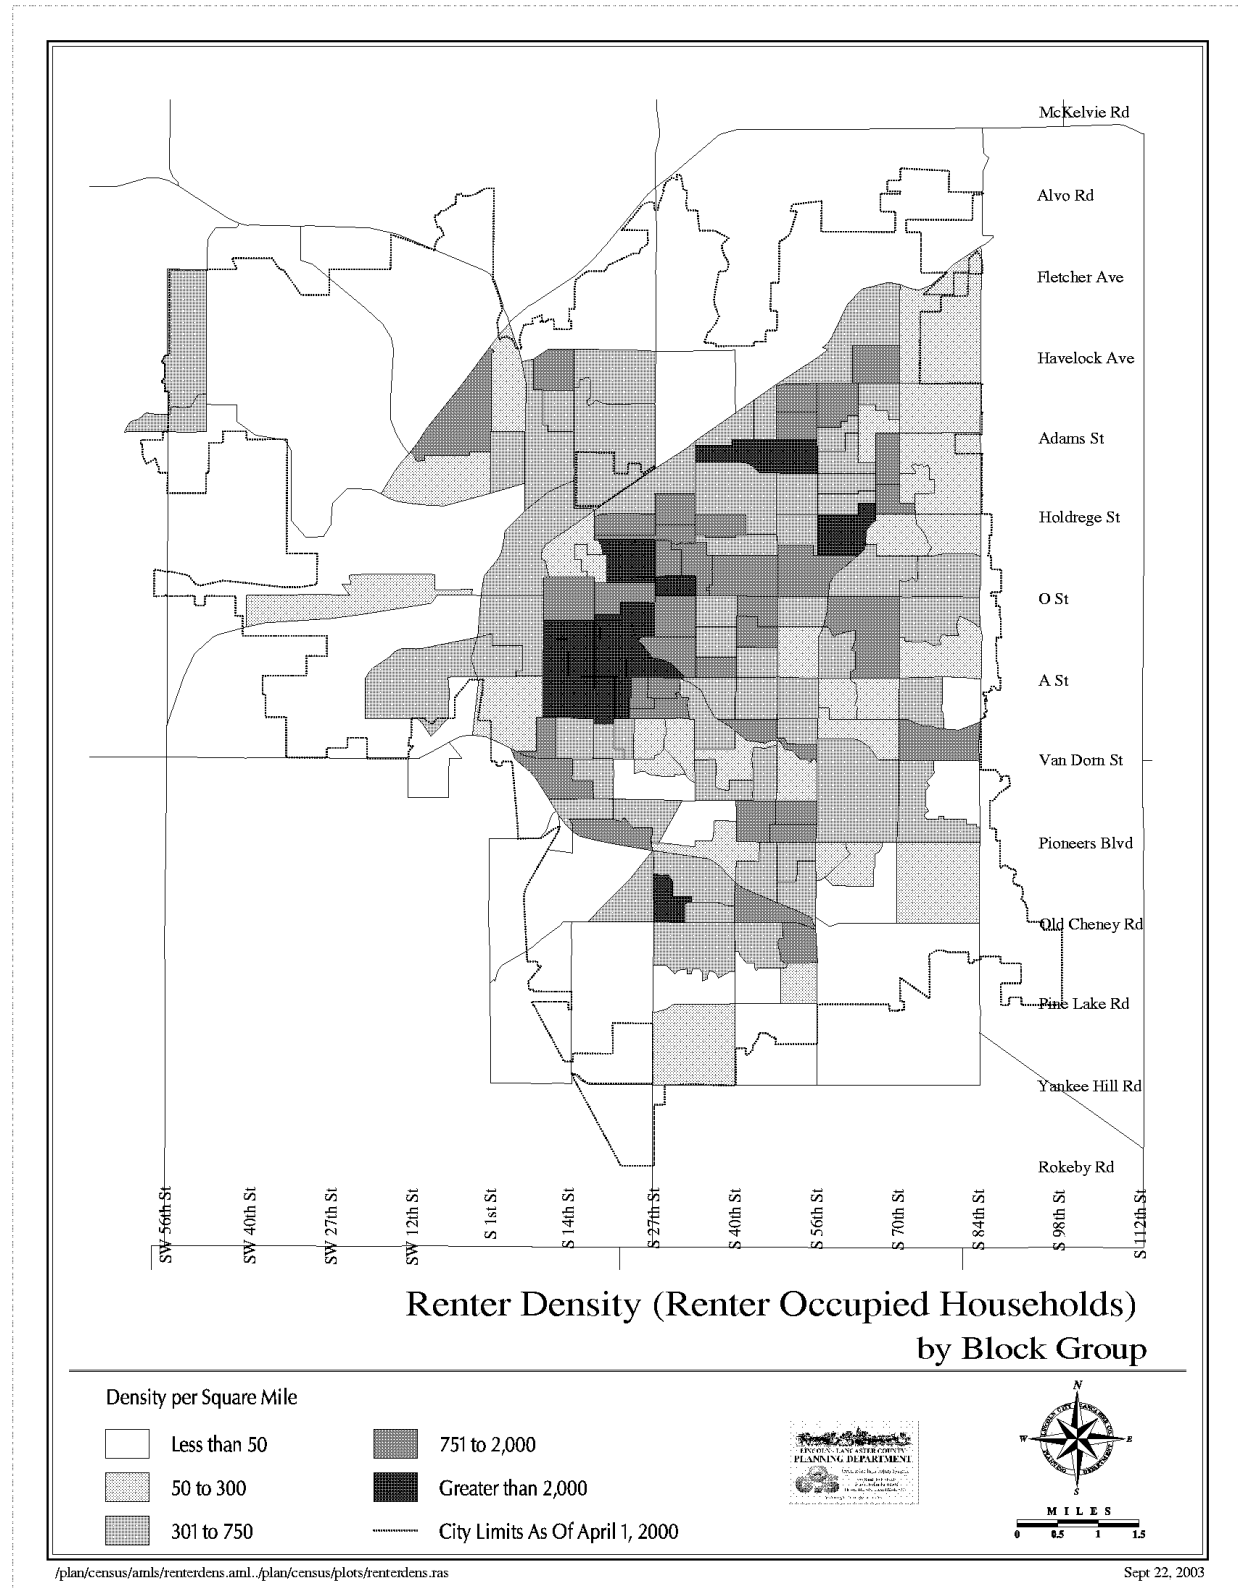 McKelvie Rd
Alvo Rd
Fletcher Ave
Havelock Ave
Adams St
Holdrege St
O St
A St
Van Dorn St
Pioneers Blvd
Old Cheney Rd
Pine Lake Rd
Yankee Hill Rd
Rokeby Rd
SW 56th St
SW 40th St
SW 27th St
SW 12th St
S 1st St
S 14th St
S 27th St
S 40th St
S 56th St
S 70th St
S 84th St
S 98th St
S 112th St
Renter Density (Renter Occupied Households)
by Block Group
Density per Square Mile
Less than 50
50 to 300
301 to 750
751 to 2,000
Greater than 2,000
City Limits As Of April 1, 2000
LINCOLN - LANCASTER COUNTY
PLANNING DEPARTMENT
N
W
E
S
MILES
0 0.5 1 1.5
/plan/census/amls/renterdens.aml../plan/census/plots/renterdens.ras
Sept 22, 2003